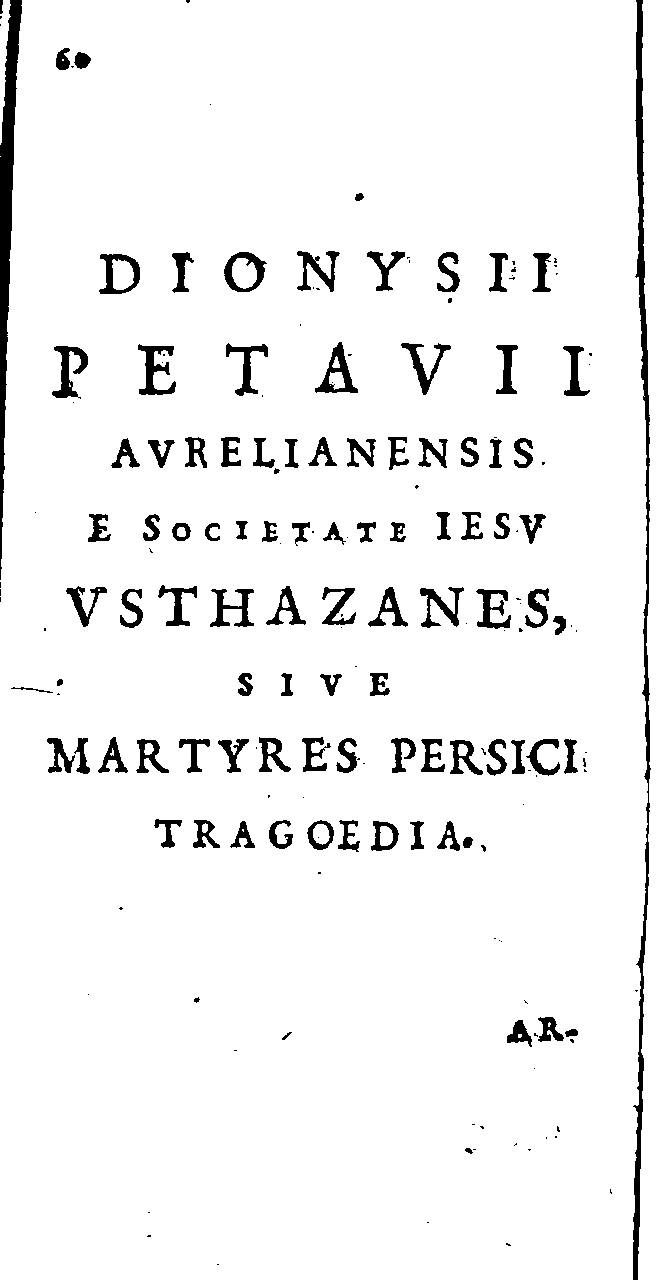 60
DIONYSII
PETAVII
AVRELIANENSIS
E SOCIETATE IESV
VSTHAZANES,
SIVE
MARTYRES PERSICI
TRAGOEDIA.
AR-